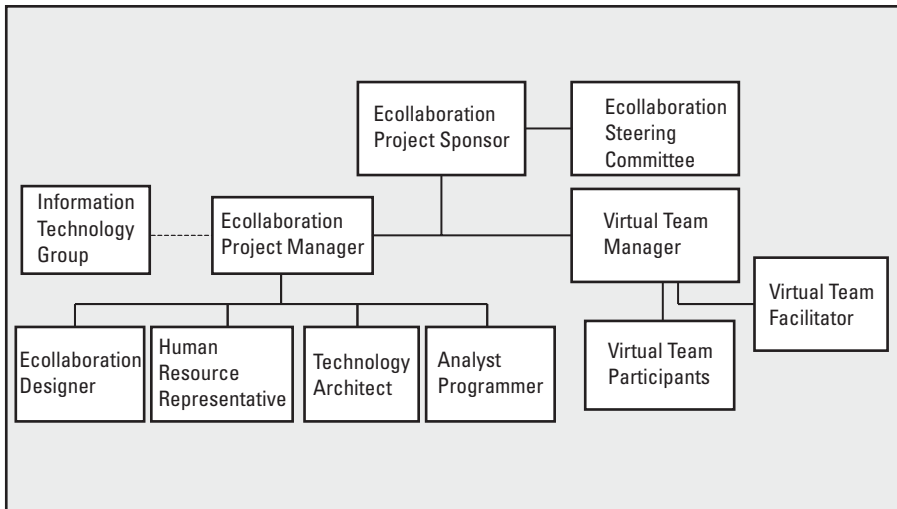 Ecollaboration
Project Sponsor
Ecollaboration
Steering
Committee
Information
Technology
Group
Ecollaboration
Project Manager
Virtual Team
Manager
Virtual Team
Facilitator
Ecollaboration
Designer
Human
Resource
Representative
Technology
Architect
Analyst
Programmer
Virtual Team
Participants